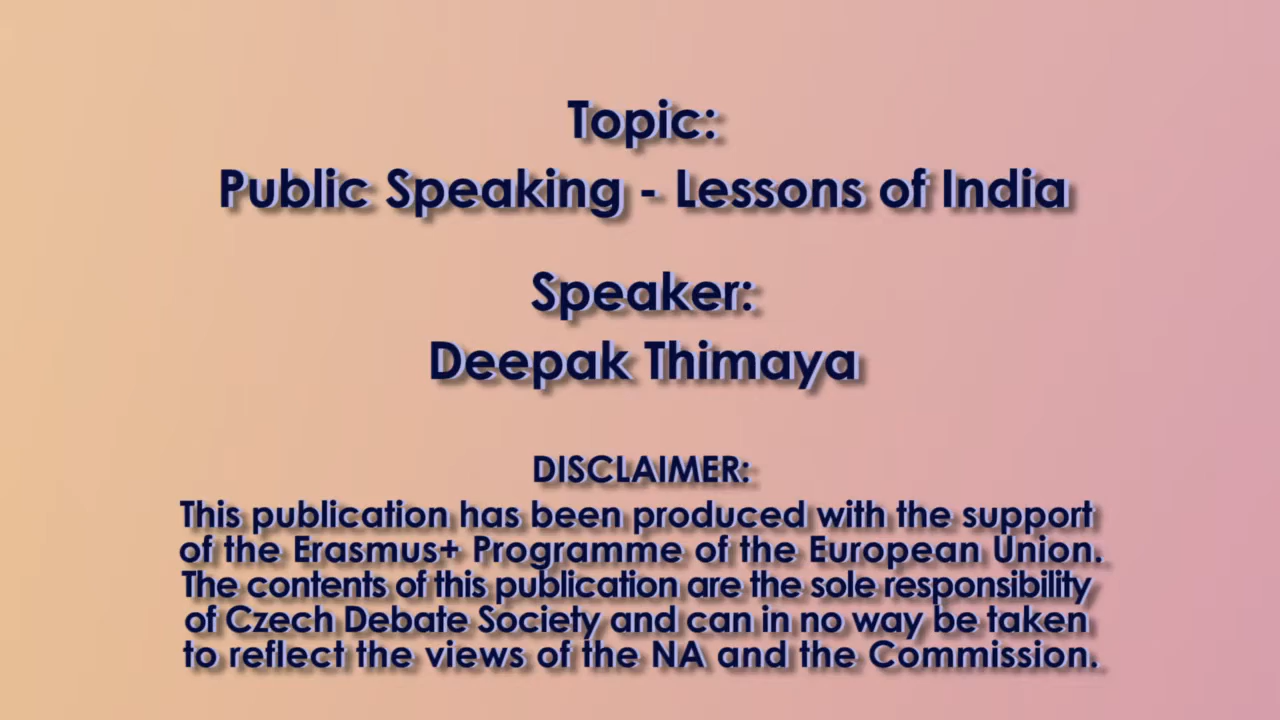 Topic:
Public Speaking - Lessons of India
Speaker:
Deepak Thimaya
DISCLAIMER:
This publication has been produced with the support
of the Erasmus+ Programme of the European Union.
The contents of this publication are the sole responsibility
of Czech Debate Society and can in no way be taken
to reflect the views of the NA and the Commission.